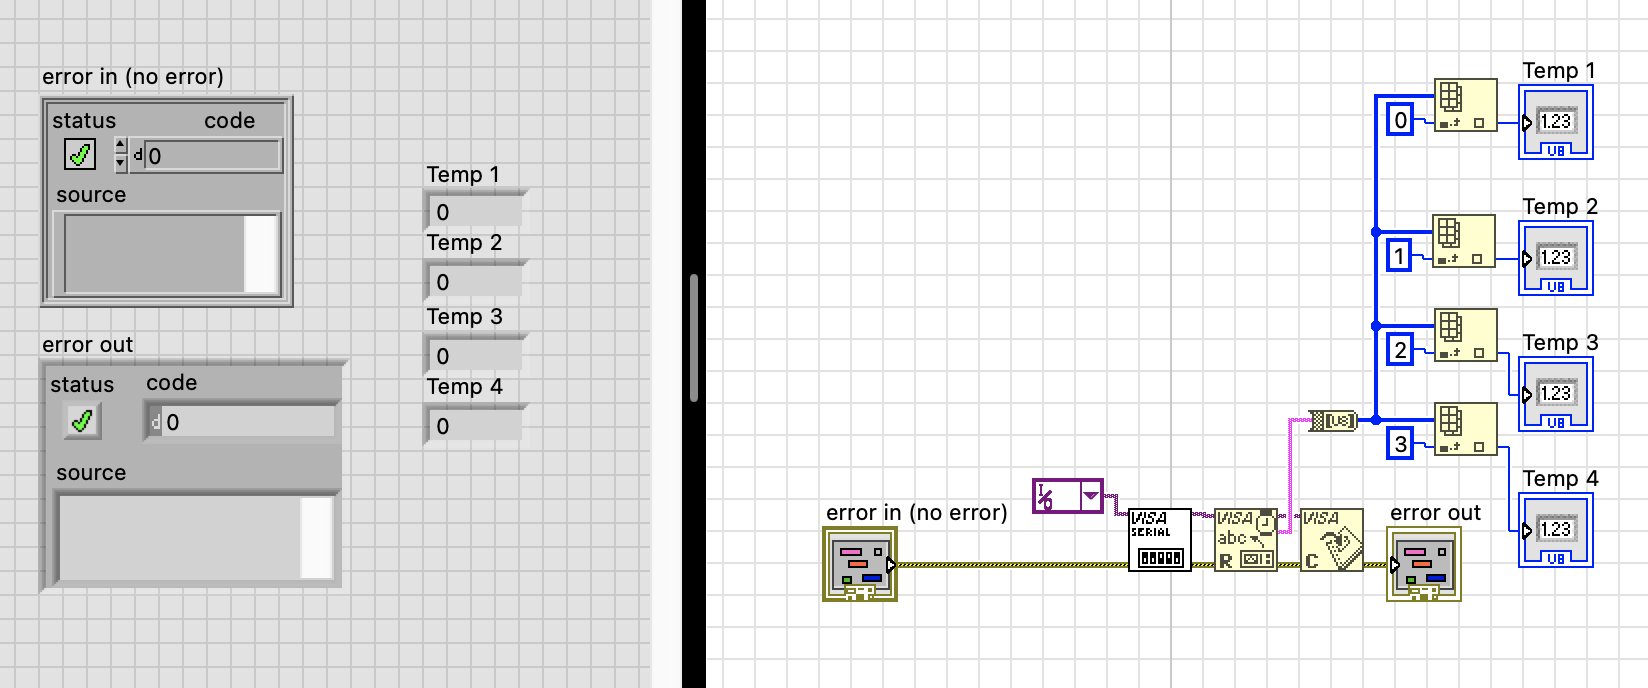 error in (no error)
status code
d 0
source
error out
status code
d 0
source
Temp 1
0
Temp 2
0
Temp 3
0
Temp 4
0
Temp 1
0
1.23
U8
Temp 2
1
1.23
U8
Temp 3
2
1.23
U8
[U8]
3
Temp 4
1.23
U8
I/O
error in (no error)
VISA
SERIAL
VISA
abc
R
VISA
C
error out